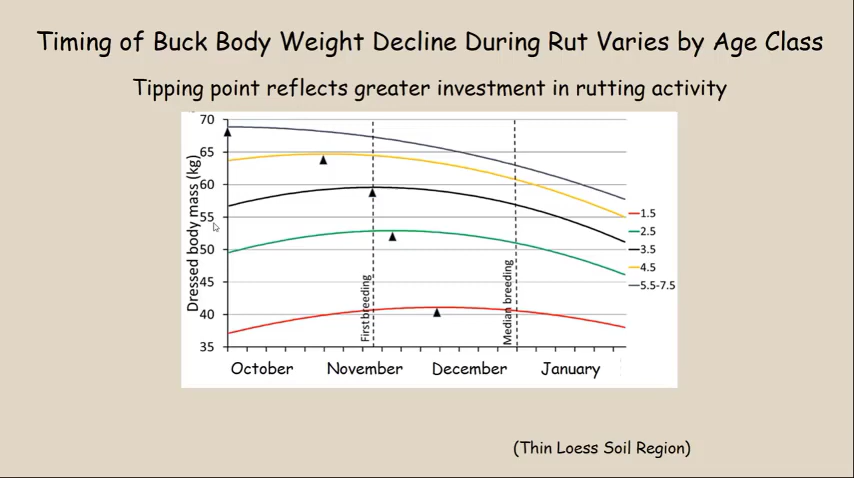 Timing of Buck Body Weight Decline During Rut Varies by Age Class
Tipping point reflects greater investment in rutting activity
Dressed body mass (kg)
70
65
60
55
50
45
40
35
First breeding
Median breeding
1.5
2.5
3.5
4.5
5.5-7.5
October November December January
(Thin Loess Soil Region)